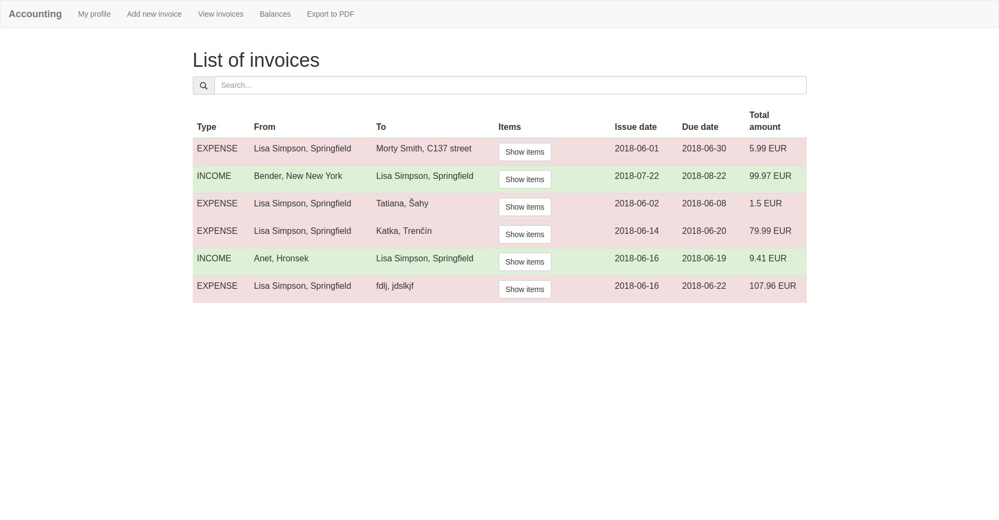 Accounting My profile Add new invoice View invoices Balances Export to PDF
List of invoices
Search...
Type From To Items Issue date Due date Total amount
EXPENSE Lisa Simpson, Springfield Morty Smith, C137 street Show items 2018-06-01 2018-06-30 5.99 EUR
INCOME Bender, New New York Lisa Simpson, Springfield Show items 2018-07-22 2018-08-22 99.97 EUR
EXPENSE Lisa Simpson, Springfield Tatiana, Šahy Show items 2018-06-02 2018-06-08 1.5 EUR
EXPENSE Lisa Simpson, Springfield Katka, Trenčín Show items 2018-06-14 2018-06-20 79.99 EUR
INCOME Anet, Hronsek Lisa Simpson, Springfield Show items 2018-06-16 2018-06-19 9.41 EUR
EXPENSE Lisa Simpson, Springfield fdlj, jdslkjf Show items 2018-06-16 2018-06-22 107.96 EUR